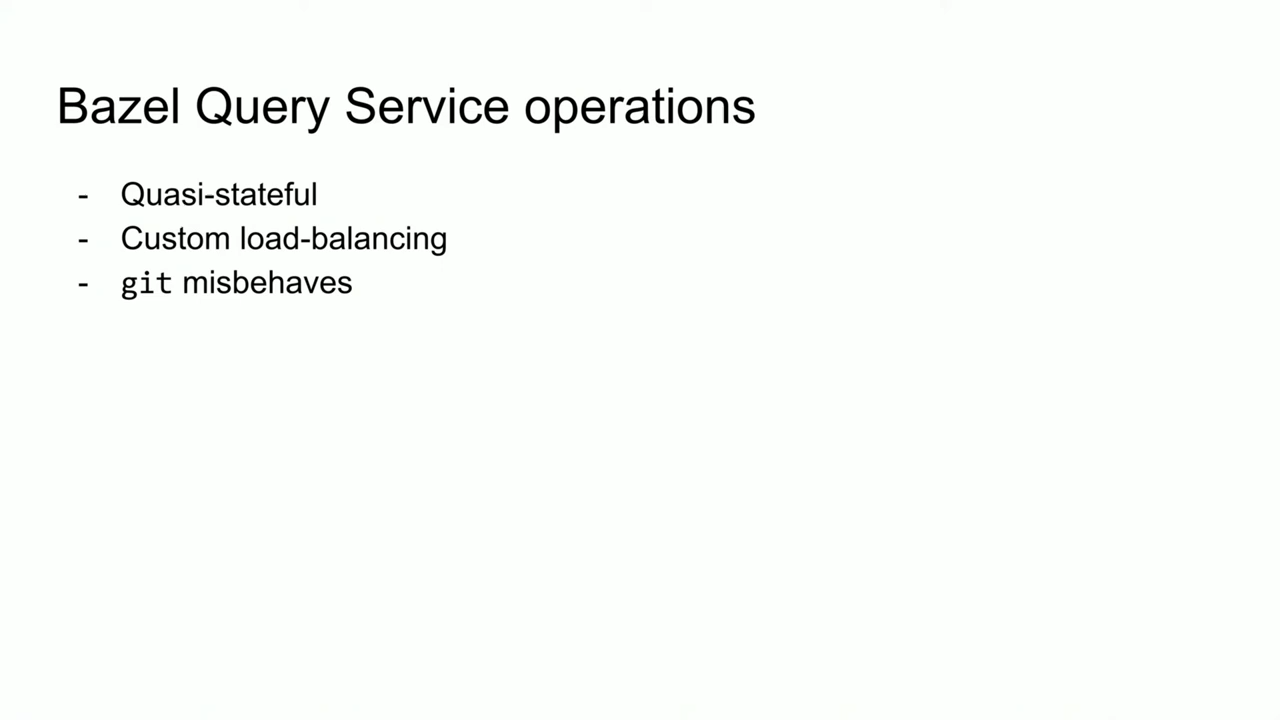 Bazel Query Service operations
- Quasi-stateful
- Custom load-balancing
- git misbehaves